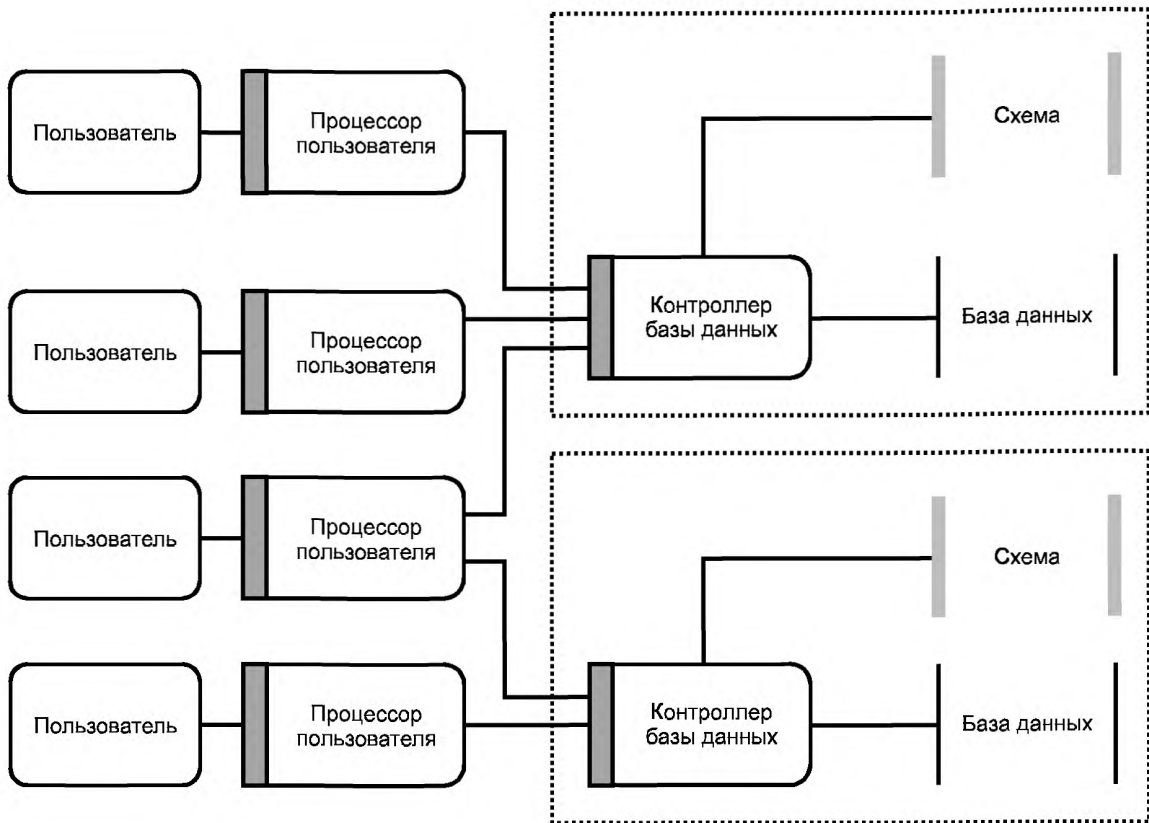 Схема
Пользователь
Процессор
пользователя
Пользователь
Процессор
пользователя
Контроллер
базы данных
База данных
Пользователь
Процессор
пользователя
Схема
Пользователь
Процессор
пользователя
Контроллер
базы данных
База данных